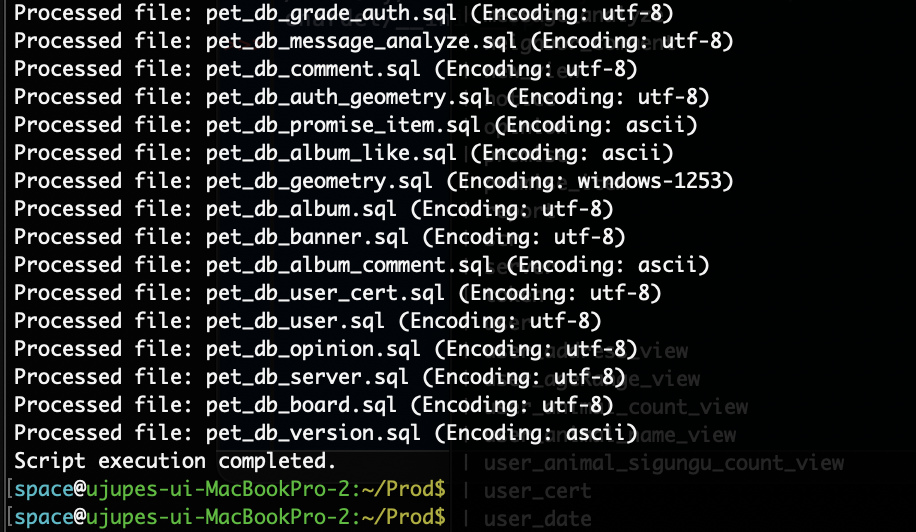 Processed file: pet_db_grade_auth.sql (Encoding: utf-8)
Processed file: pet_db_message_analyze.sql (Encoding: utf-8)
Processed file: pet_db_comment.sql (Encoding: utf-8)
Processed file: pet_db_auth_geometry.sql (Encoding: utf-8)
Processed file: pet_db_promise_item.sql (Encoding: ascii)
Processed file: pet_db_album_like.sql (Encoding: ascii)
Processed file: pet_db_geometry.sql (Encoding: windows-1253)
Processed file: pet_db_album.sql (Encoding: utf-8)
Processed file: pet_db_banner.sql (Encoding: utf-8)
Processed file: pet_db_album_comment.sql (Encoding: ascii)
Processed file: pet_db_user_cert.sql (Encoding: utf-8)
Processed file: pet_db_user.sql (Encoding: utf-8)
Processed file: pet_db_opinion.sql (Encoding: utf-8)
Processed file: pet_db_server.sql (Encoding: utf-8)
Processed file: pet_db_board.sql (Encoding: utf-8)
Processed file: pet_db_version.sql (Encoding: ascii)
Script execution completed.
| user_animal_sigungu_count_view
[space@ujupes-ui-MacBookPro-2:~/Prod$
| user_cert
[space@ujupes-ui-MacBookPro-2:~/Prod$
| user_date